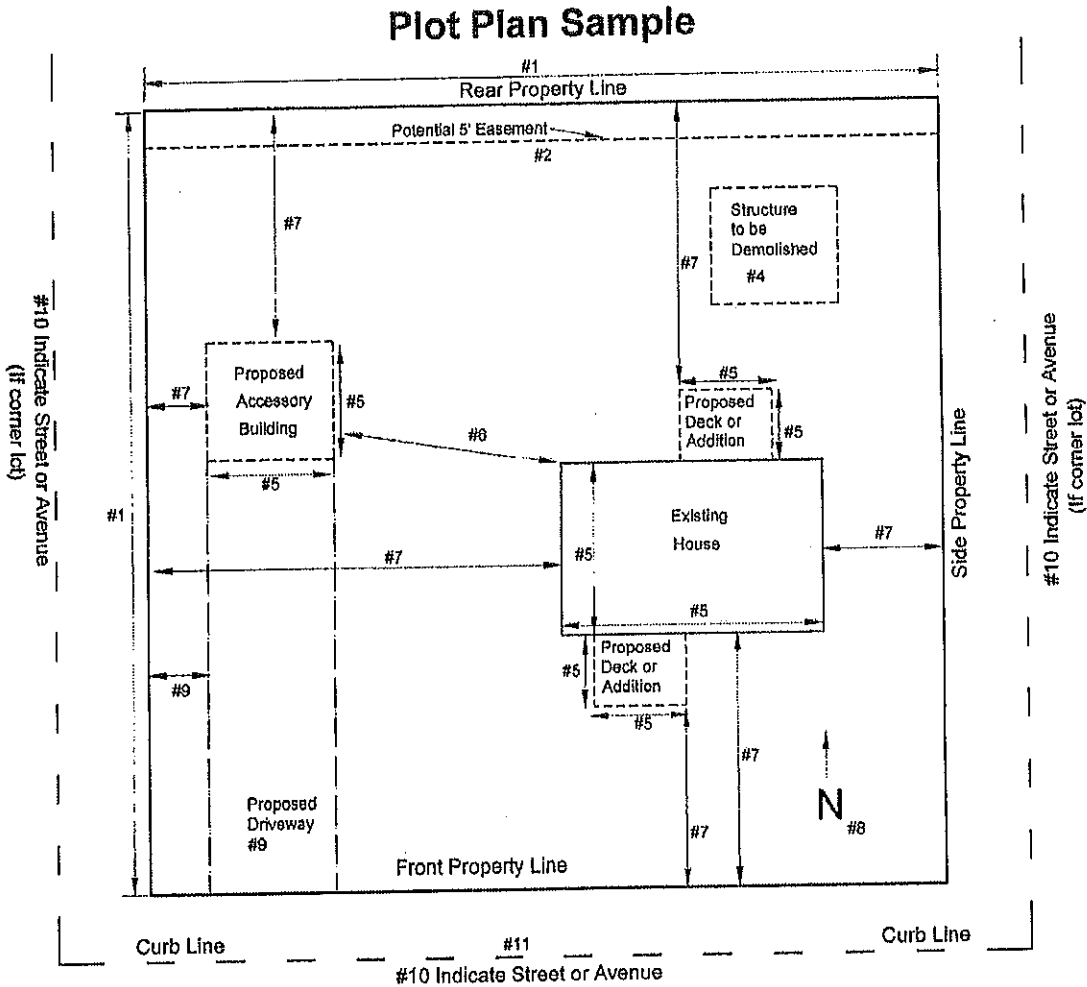 Plot Plan Sample
#1
Rear Property Line
Potential 5' Easement
#2
#7
Structure
to be
Demolished
#4
#7
#10 Indicate Street or Avenue
(If corner lot)
#7
Proposed
Accessory
Building
#5
#5
#6
#5
Proposed
Deck or
Addition
#5
#1
#7
Existing
House
#5
#5
#7
Side Property Line
#10 Indicate Street or Avenue
(If corner lot)
#9
#5
Proposed
Deck or
Addition
#5
#7
#7
N
#8
Proposed
Driveway
#9
Front Property Line
Curb Line
#11
Curb Line
#10 Indicate Street or Avenue